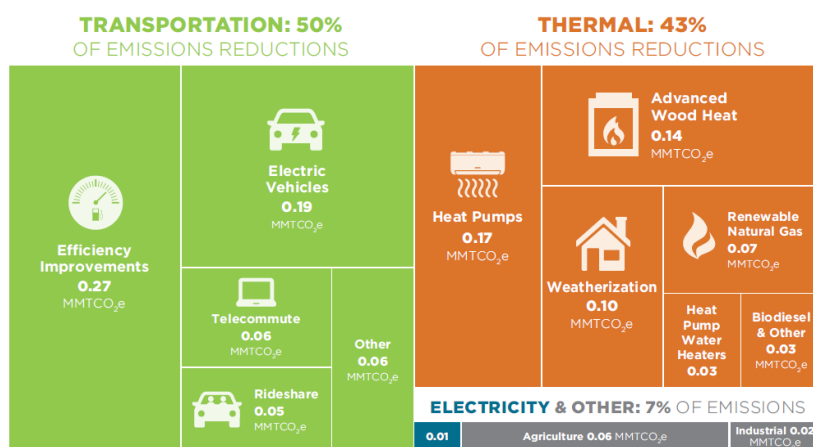 TRANSPORTATION: 50%
OF EMISSIONS REDUCTIONS
Efficiency
Improvements
0.27
MMTCO₂e
Electric
Vehicles
0.19
MMTCO₂e
Telecommute
0.06
MMTCO₂e
Rideshare
0.05
MMTCO₂e
Other
0.06
MMTCO₂e
THERMAL: 43%
OF EMISSIONS REDUCTIONS
Heat Pumps
0.17
MMTCO₂e
Advanced
Wood Heat
0.14
MMTCO₂e
Weatherization
0.10
MMTCO₂e
Renewable
Natural Gas
0.07
MMTCO₂e
Heat
Pump
Water
Heaters
0.03
Biodiesel
& Other
0.03
MMTCO₂e
ELECTRICITY & OTHER: 7% OF EMISSIONS
0.01
Agriculture 0.06 MMTCO₂e
Industrial 0.02
MMTCO₂e